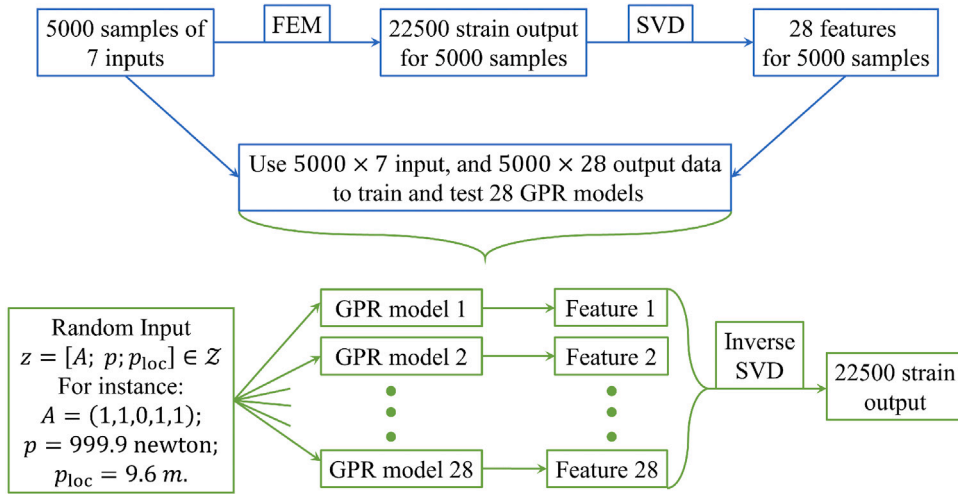 5000 samples of
7 inputs
FEM
22500 strain output
for 5000 samples
SVD
28 features
for 5000 samples
Use 5000 × 7 input, and 5000 × 28 output data
to train and test 28 GPR models
Random Input
z = [A; p; p_loc] ∈ 𝒵
For instance:
A = (1,1,0,1,1);
p = 999.9 newton;
p_loc = 9.6 m.
GPR model 1
Feature 1
GPR model 2
Feature 2
GPR model 28
Feature 28
Inverse
SVD
22500 strain
output